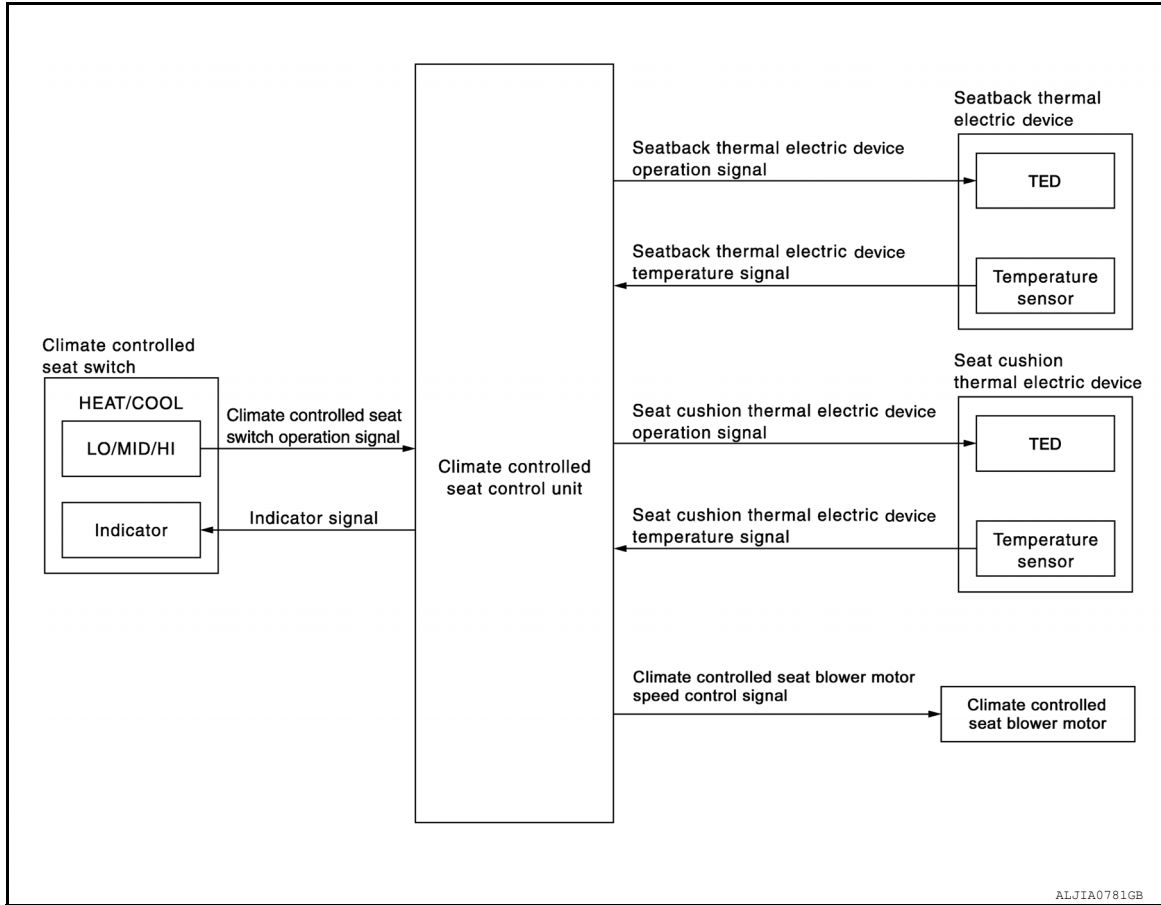 Climate controlled
seat switch
HEAT/COOL
LO/MID/HI
Indicator
Climate controlled seat
switch operation signal
Indicator signal
Climate controlled
seat control unit
Seatback thermal electric device
operation signal
Seatback thermal electric device
temperature signal
Seatback thermal
electric device
TED
Temperature
sensor
Seat cushion thermal electric device
operation signal
Seat cushion thermal electric device
temperature signal
Seat cushion
thermal electric device
TED
Temperature
sensor
Climate controlled seat blower motor
speed control signal
Climate controlled
seat blower motor
ALJIA0781GB